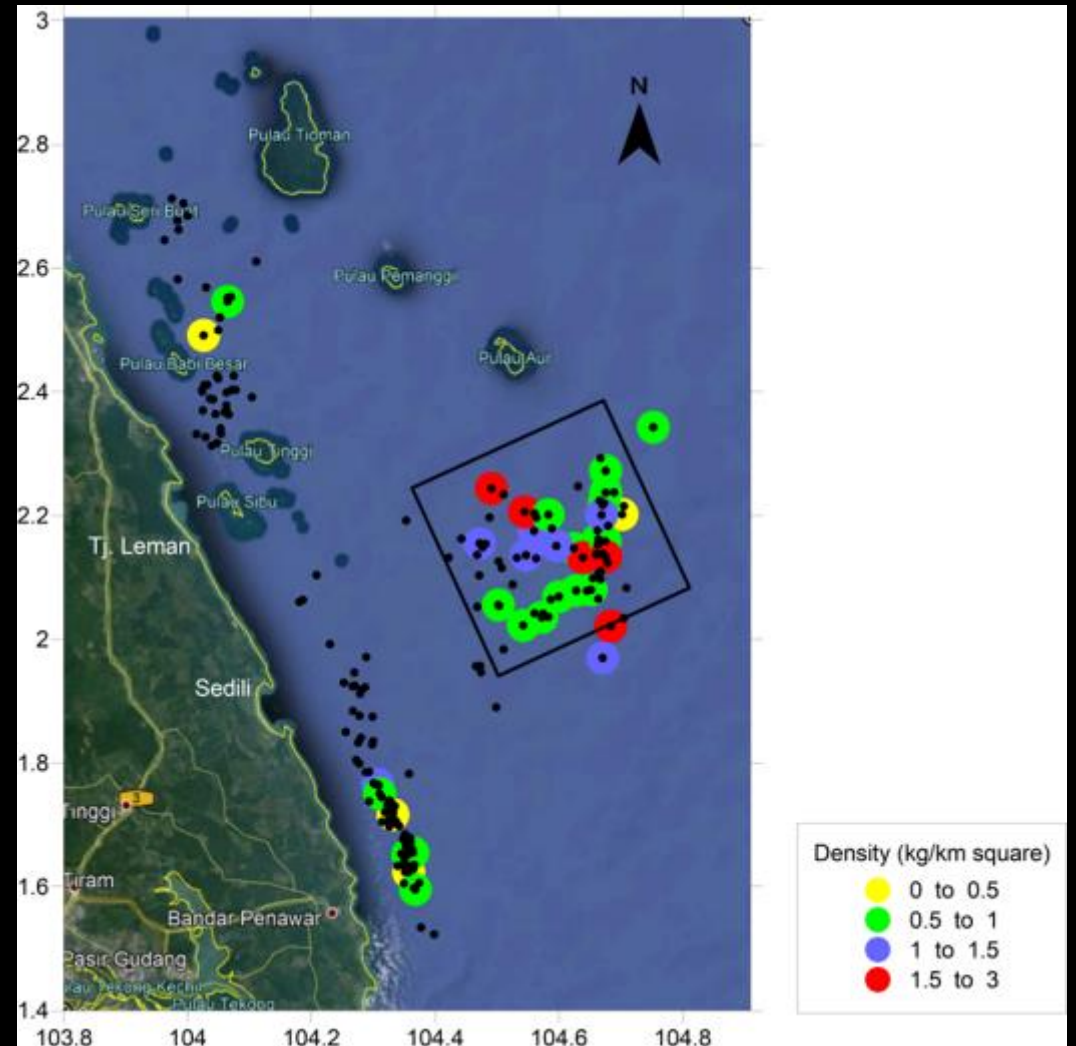 3
N
2.8
Pulau Tioman
Pulau Seri Buat
2.6
Pulau Pemanggil
Pulau Aur
Pulau Babi Besar
2.4
Pulau Tinggi
2.2
Pulau Sibu
Tj. Leman
2
Sedili
1.8
3
Tinggi
Density (kg/km square)
Tiram
1.6
0 to 0.5
0.5 to 1
Bandar Penawar
1 to 1.5
Pasir Gudang
1.5 to 3
Pulau Tekong
1.4
103.8 104 104.2 104.4 104.6 104.8